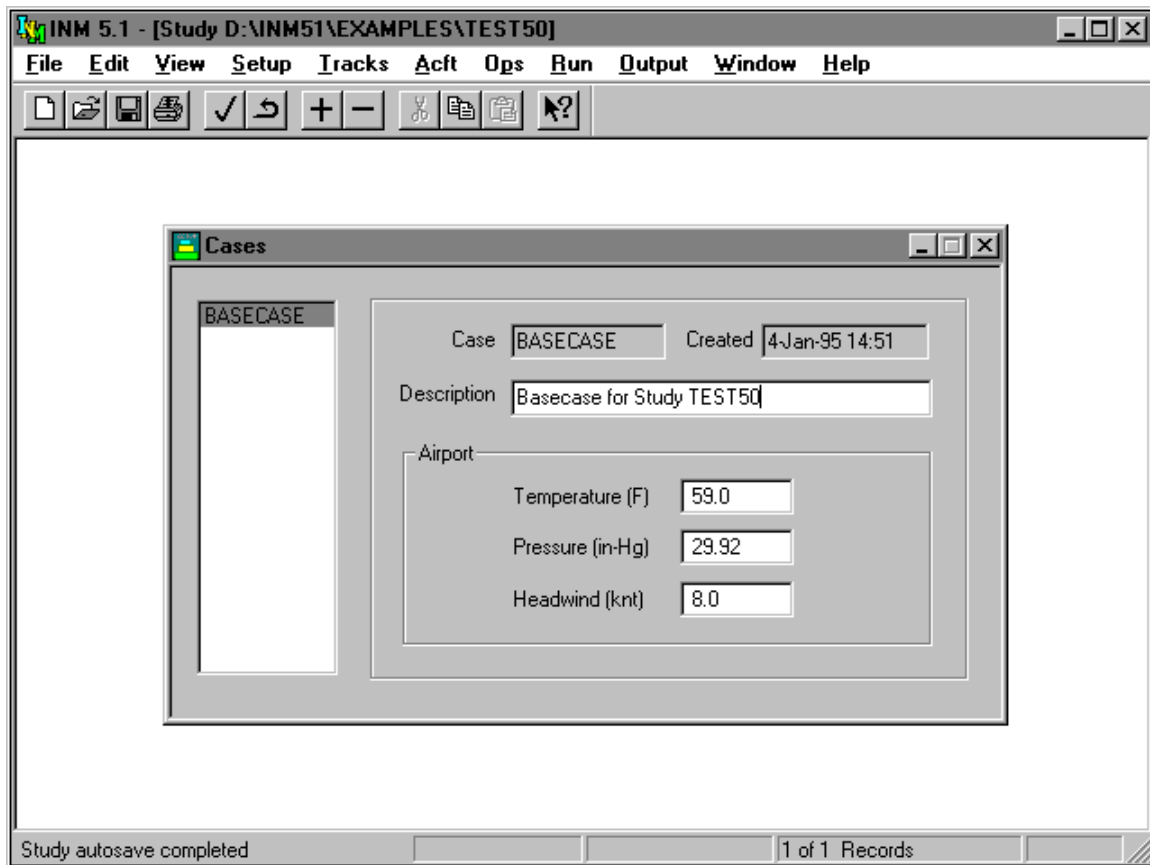 INM 5.1 - [Study D:\INM51\EXAMPLES\TEST50]
File Edit View Setup Tracks Acft Ops Run Output Window Help
Cases
BASECASE
Case BASECASE Created 4-Jan-95 14:51
Description Basecase for Study TEST50
Airport
Temperature (F) 59.0
Pressure (in-Hg) 29.92
Headwind (knt) 8.0
Study autosave completed 1 of 1 Records